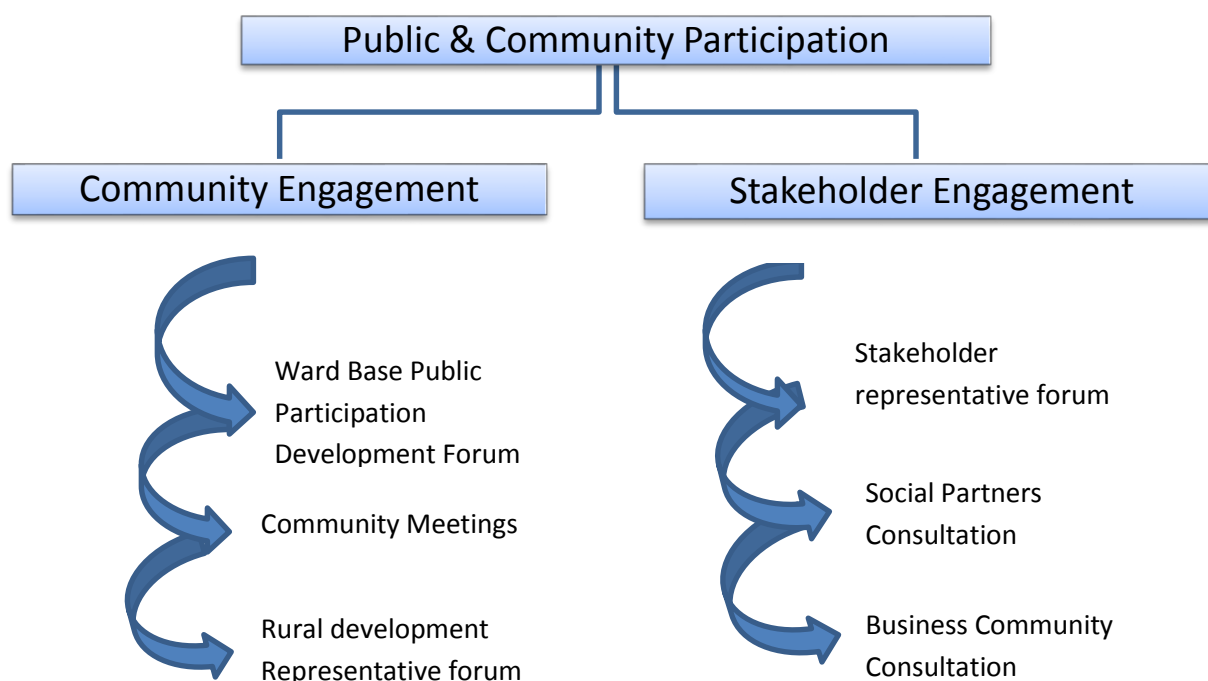 Public & Community Participation
Community Engagement
Stakeholder Engagement
Ward Base Public
Participation
Development Forum
Community Meetings
Rural development
Representative forum
Stakeholder
representative forum
Social Partners
Consultation
Business Community
Consultation